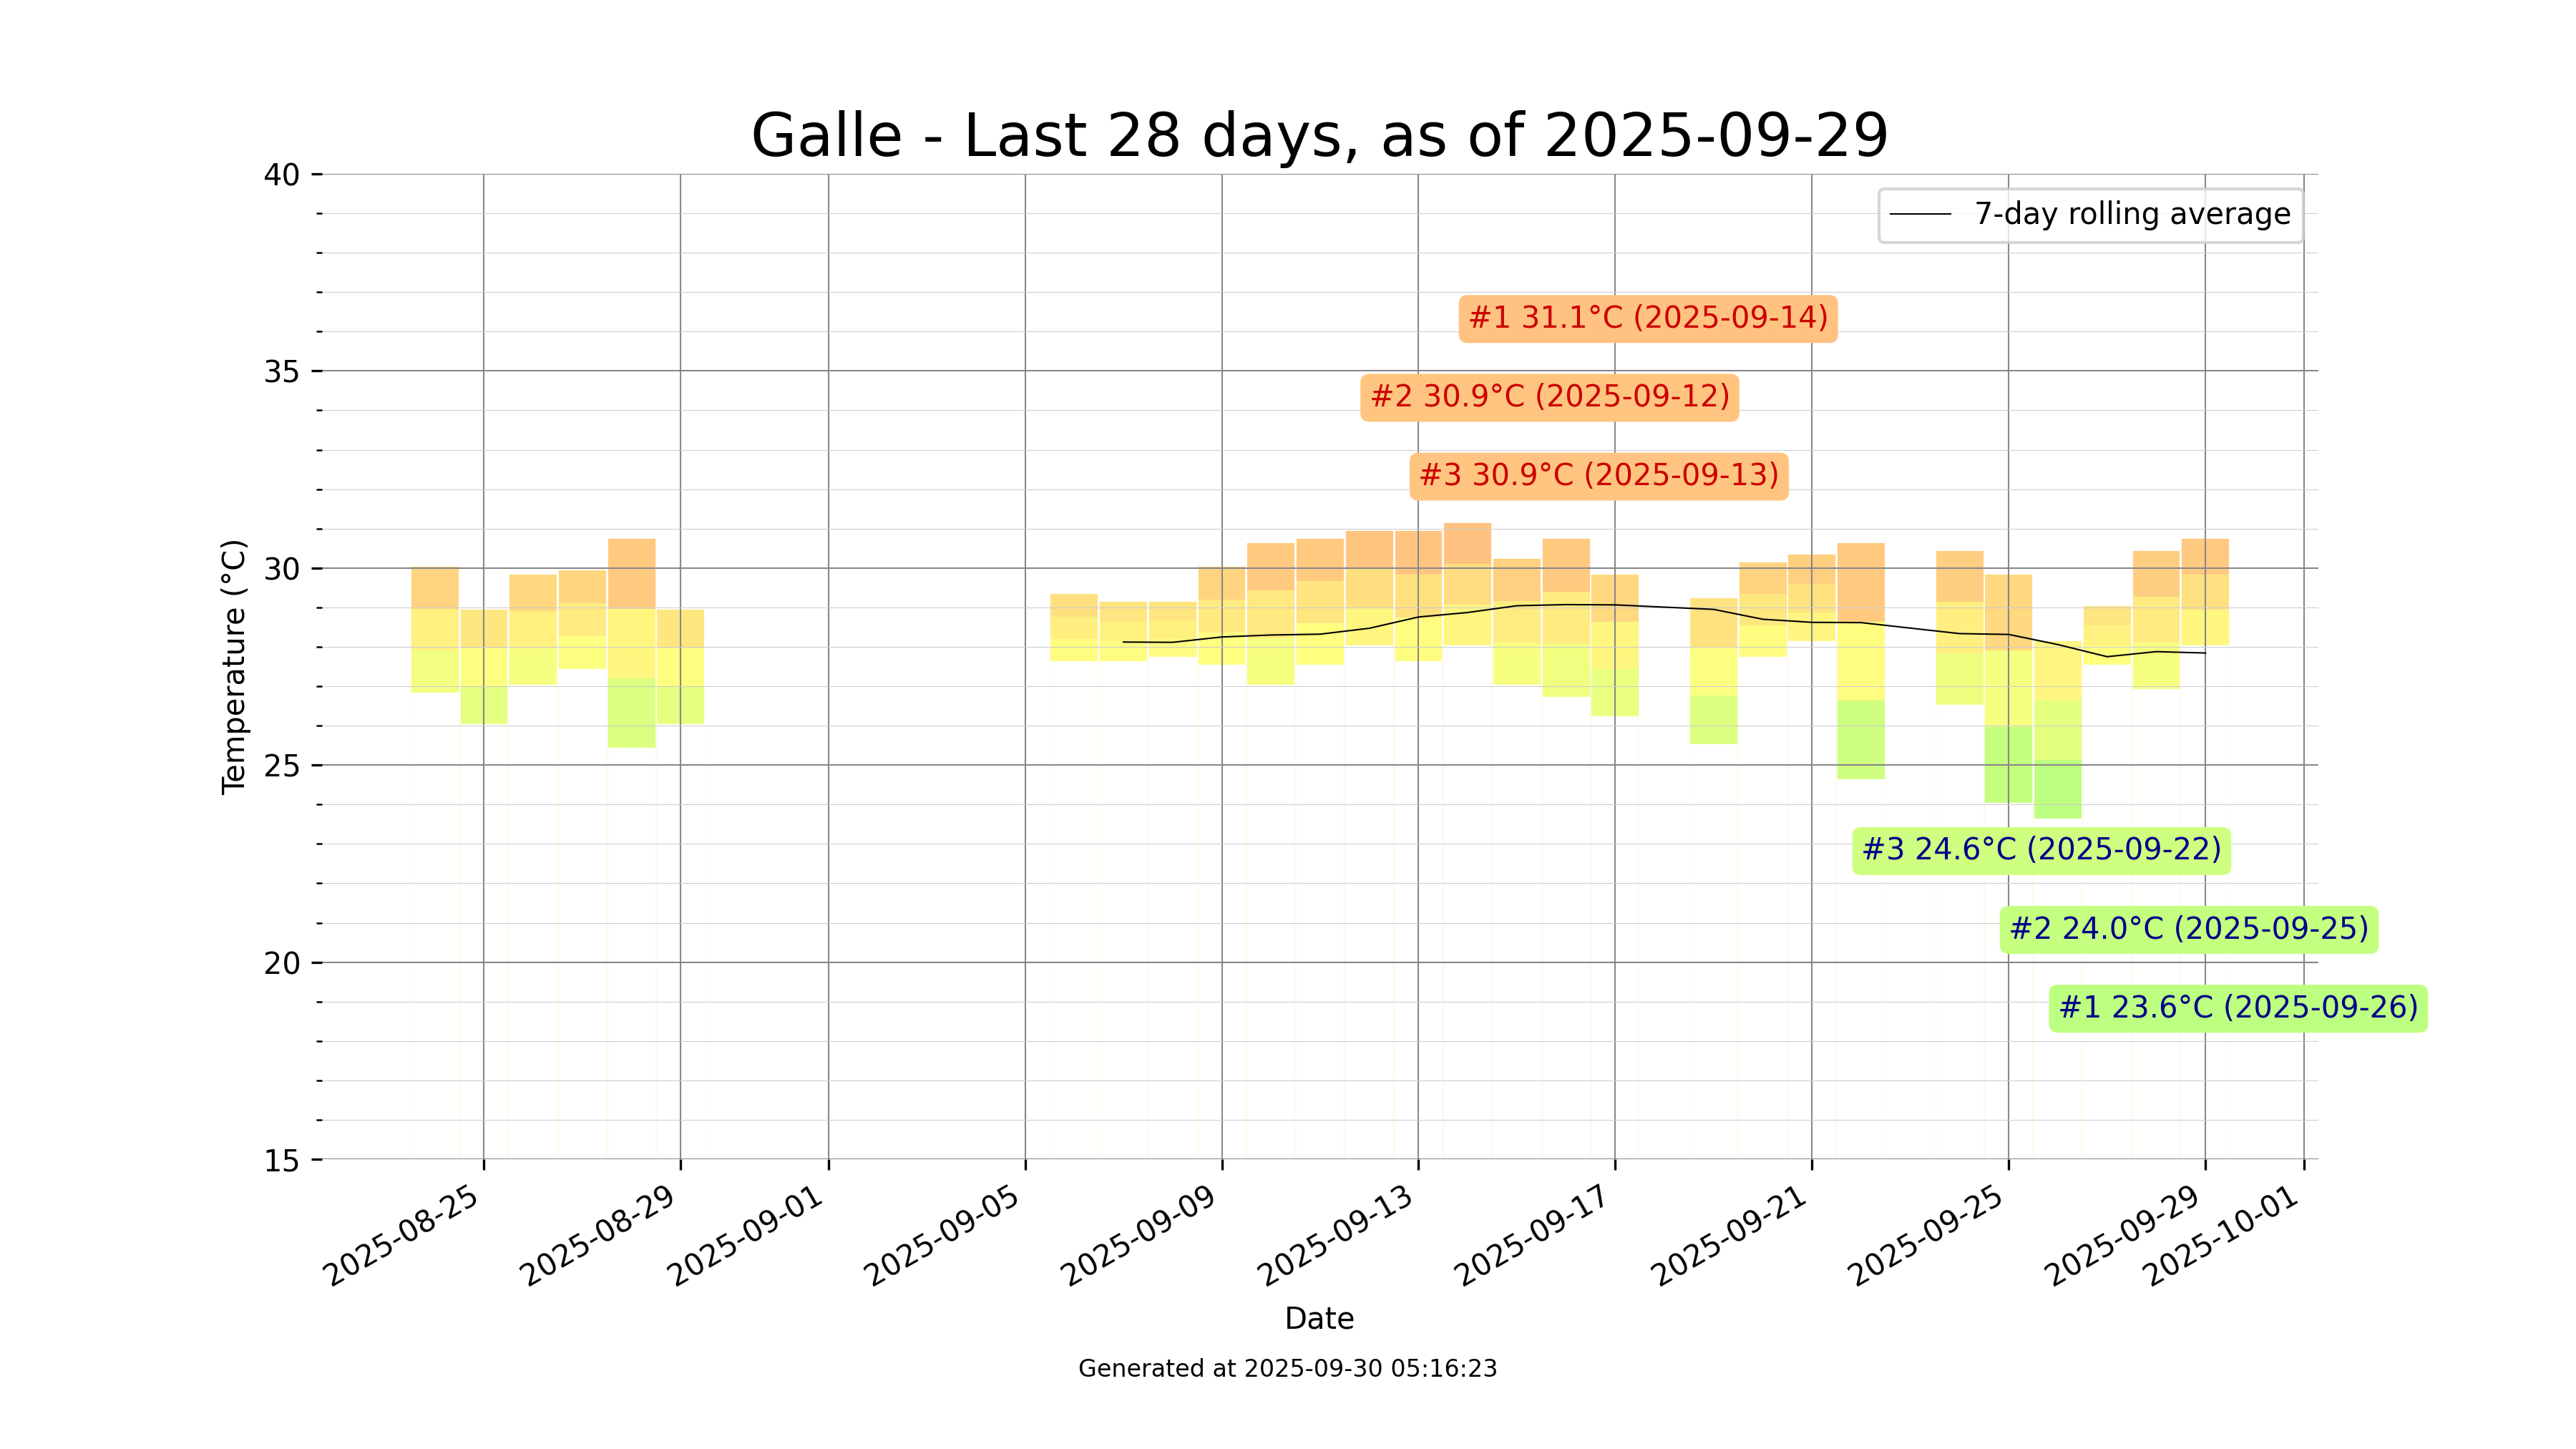 Galle - Last 28 days, as of 2025-09-29
7-day rolling average
40
35
30
25
20
15
Temperature (°C)
#1 31.1°C (2025-09-14)
#2 30.9°C (2025-09-12)
#3 30.9°C (2025-09-13)
#3 24.6°C (2025-09-22)
#2 24.0°C (2025-09-25)
#1 23.6°C (2025-09-26)
2025-08-25
2025-08-29
2025-09-01
2025-09-05
2025-09-09
2025-09-13
2025-09-17
2025-09-21
2025-09-25
2025-09-29
2025-10-01
Date
Generated at 2025-09-30 05:16:23